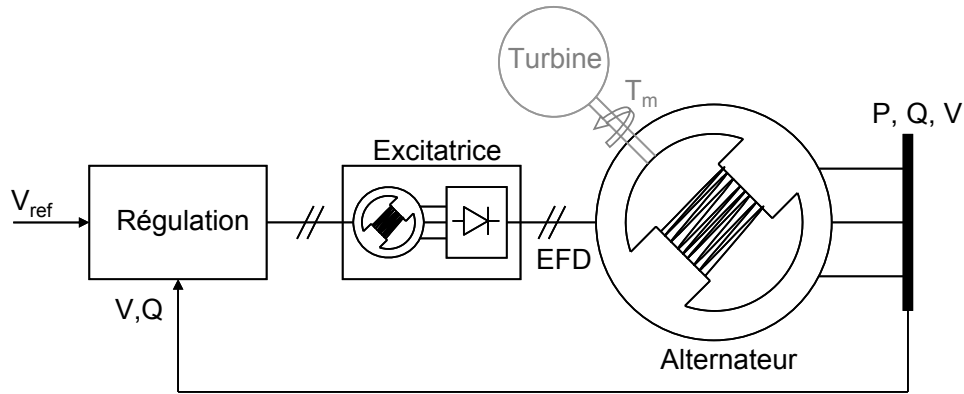 Turbine
T_m
P, Q, V
Excitatrice
V_ref
Régulation
EFD
V,Q
Alternateur